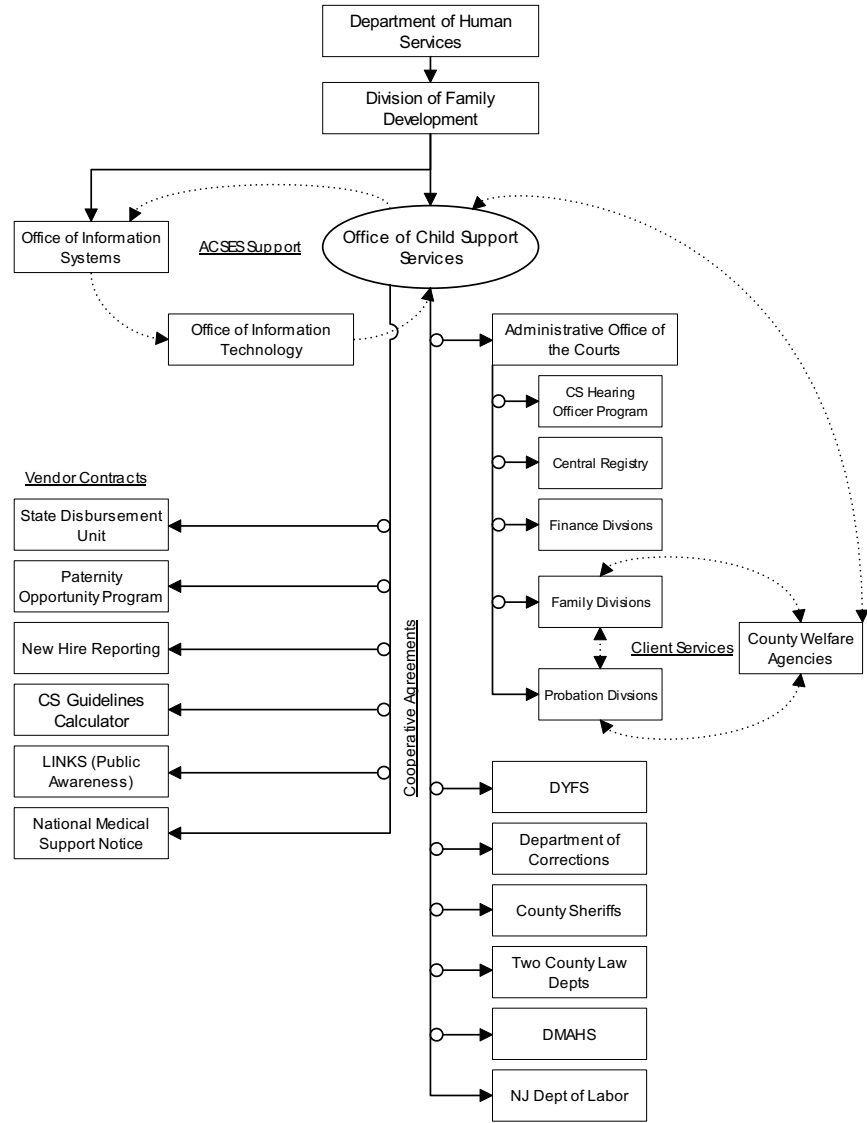 Department of Human
Services
Division of Family
Development
Office of Information
Systems
ACSES Support
Office of Child Support
Services
Office of Information
Technology
Administrative Office of
the Courts
CS Hearing
Officer Program
Central Registry
Finance Divsions
Family Divisions
Client Services
County Welfare
Agencies
Probation Divsions
Vendor Contracts
State Disbursement
Unit
Paternity
Opportunity Program
New Hire Reporting
CS Guidelines
Calculator
LINKS (Public
Awareness)
National Medical
Support Notice
Cooperative Agreements
DYFS
Department of
Corrections
County Sheriffs
Two County Law
Depts
DMAHS
NJ Dept of Labor